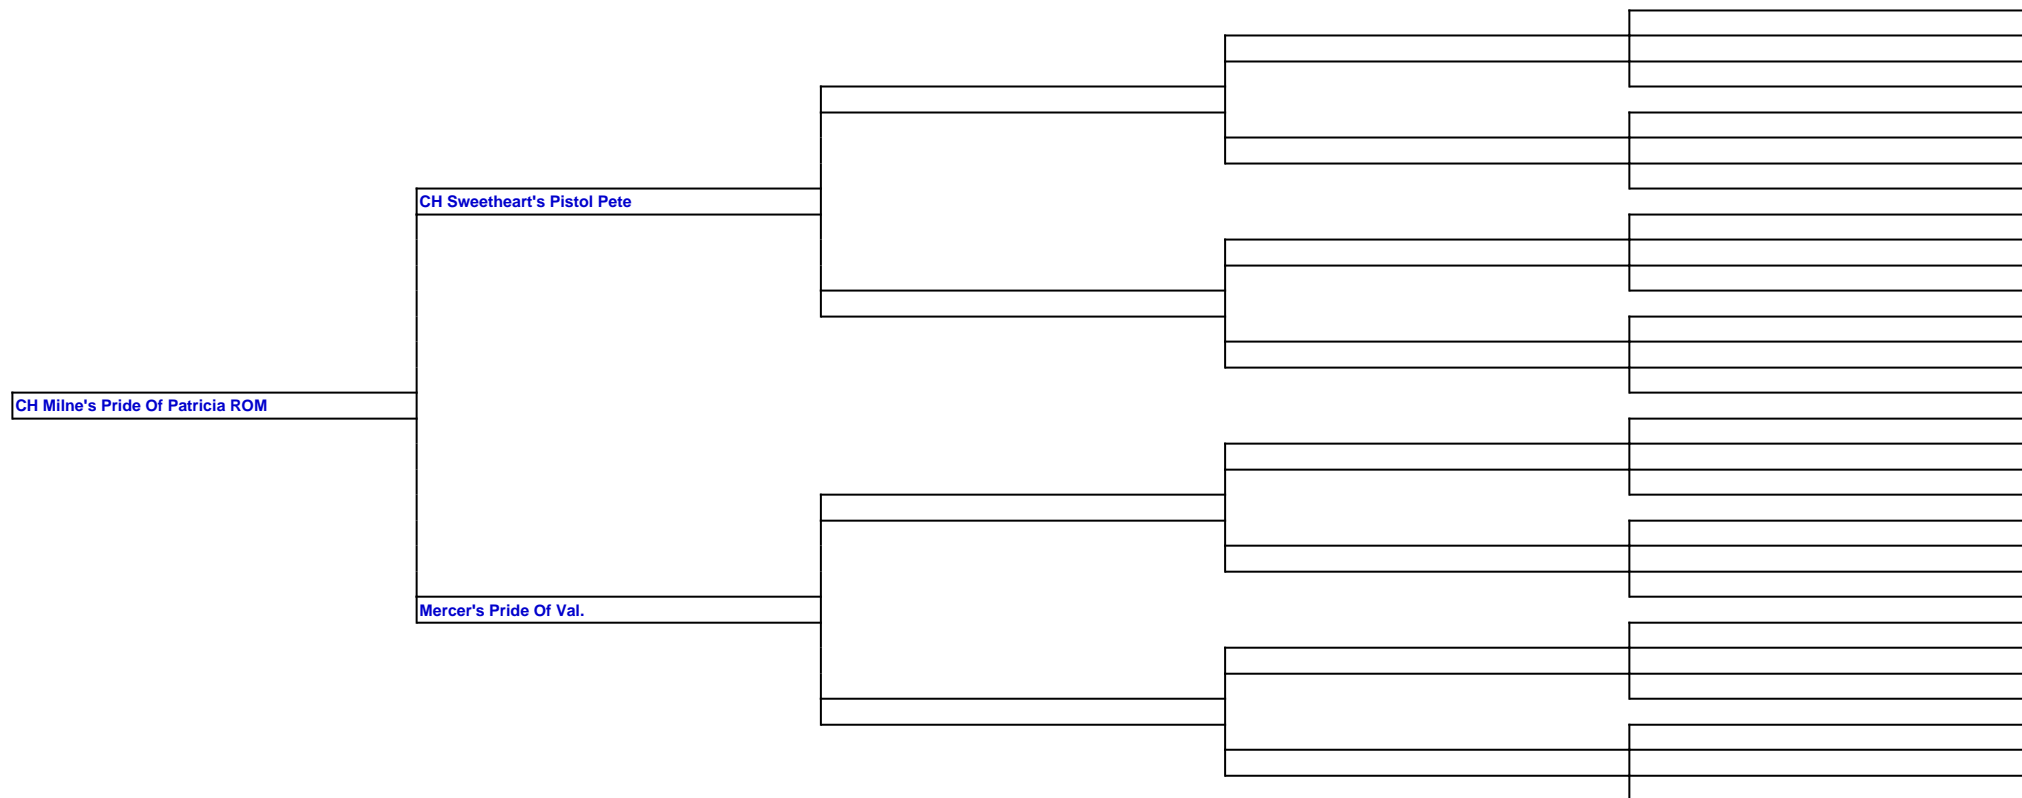 CH Sweetheart's Pistol Pete
CH Milne's Pride Of Patricia ROM
Mercer's Pride Of Val.